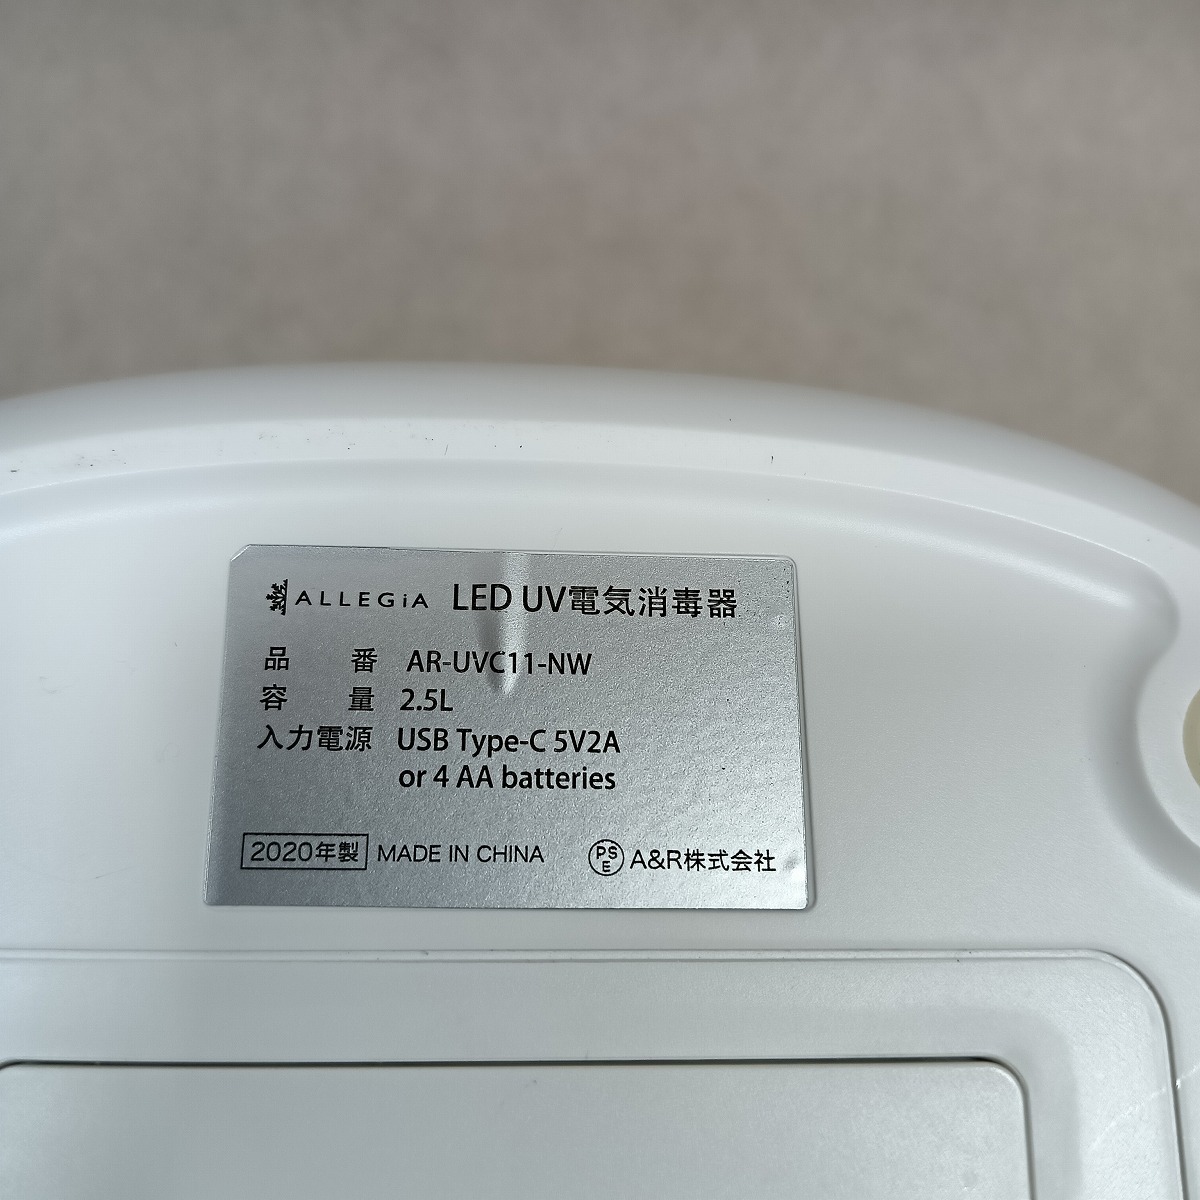 ALLEGiA LED UV電気消毒器
品番 AR-UVC11-NW
容量 2.5L
入力電源 USB Type-C 5V2A
or 4 AA batteries
2020年製 MADE IN CHINA PSE A&R株式会社